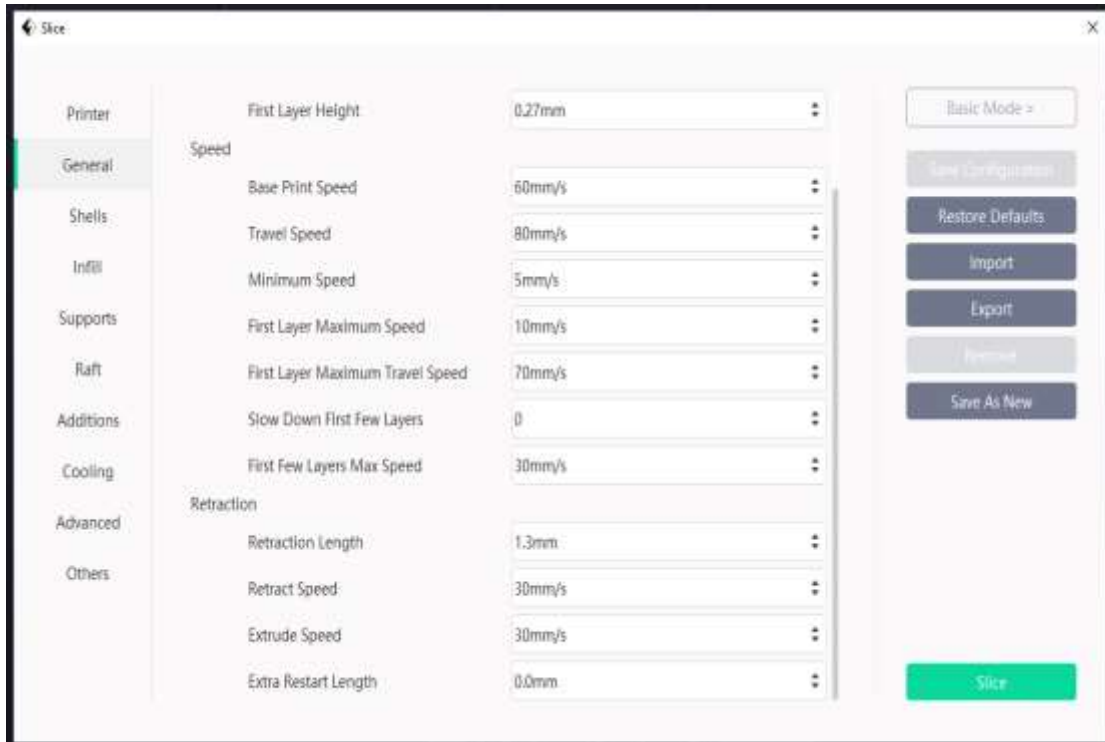 Slice
Printer
General
Shells
Infill
Supports
Raft
Additions
Cooling
Advanced
Others
First Layer Height 0.27mm
Speed
Base Print Speed 60mm/s
Travel Speed 80mm/s
Minimum Speed 5mm/s
First Layer Maximum Speed 10mm/s
First Layer Maximum Travel Speed 70mm/s
Slow Down First Few Layers 0
First Few Layers Max Speed 30mm/s
Retraction
Retraction Length 1.3mm
Retract Speed 30mm/s
Extrude Speed 30mm/s
Extra Restart Length 0.0mm
Basic Mode >
Save Configuration
Restore Defaults
Import
Export
Remove
Save As New
Slice